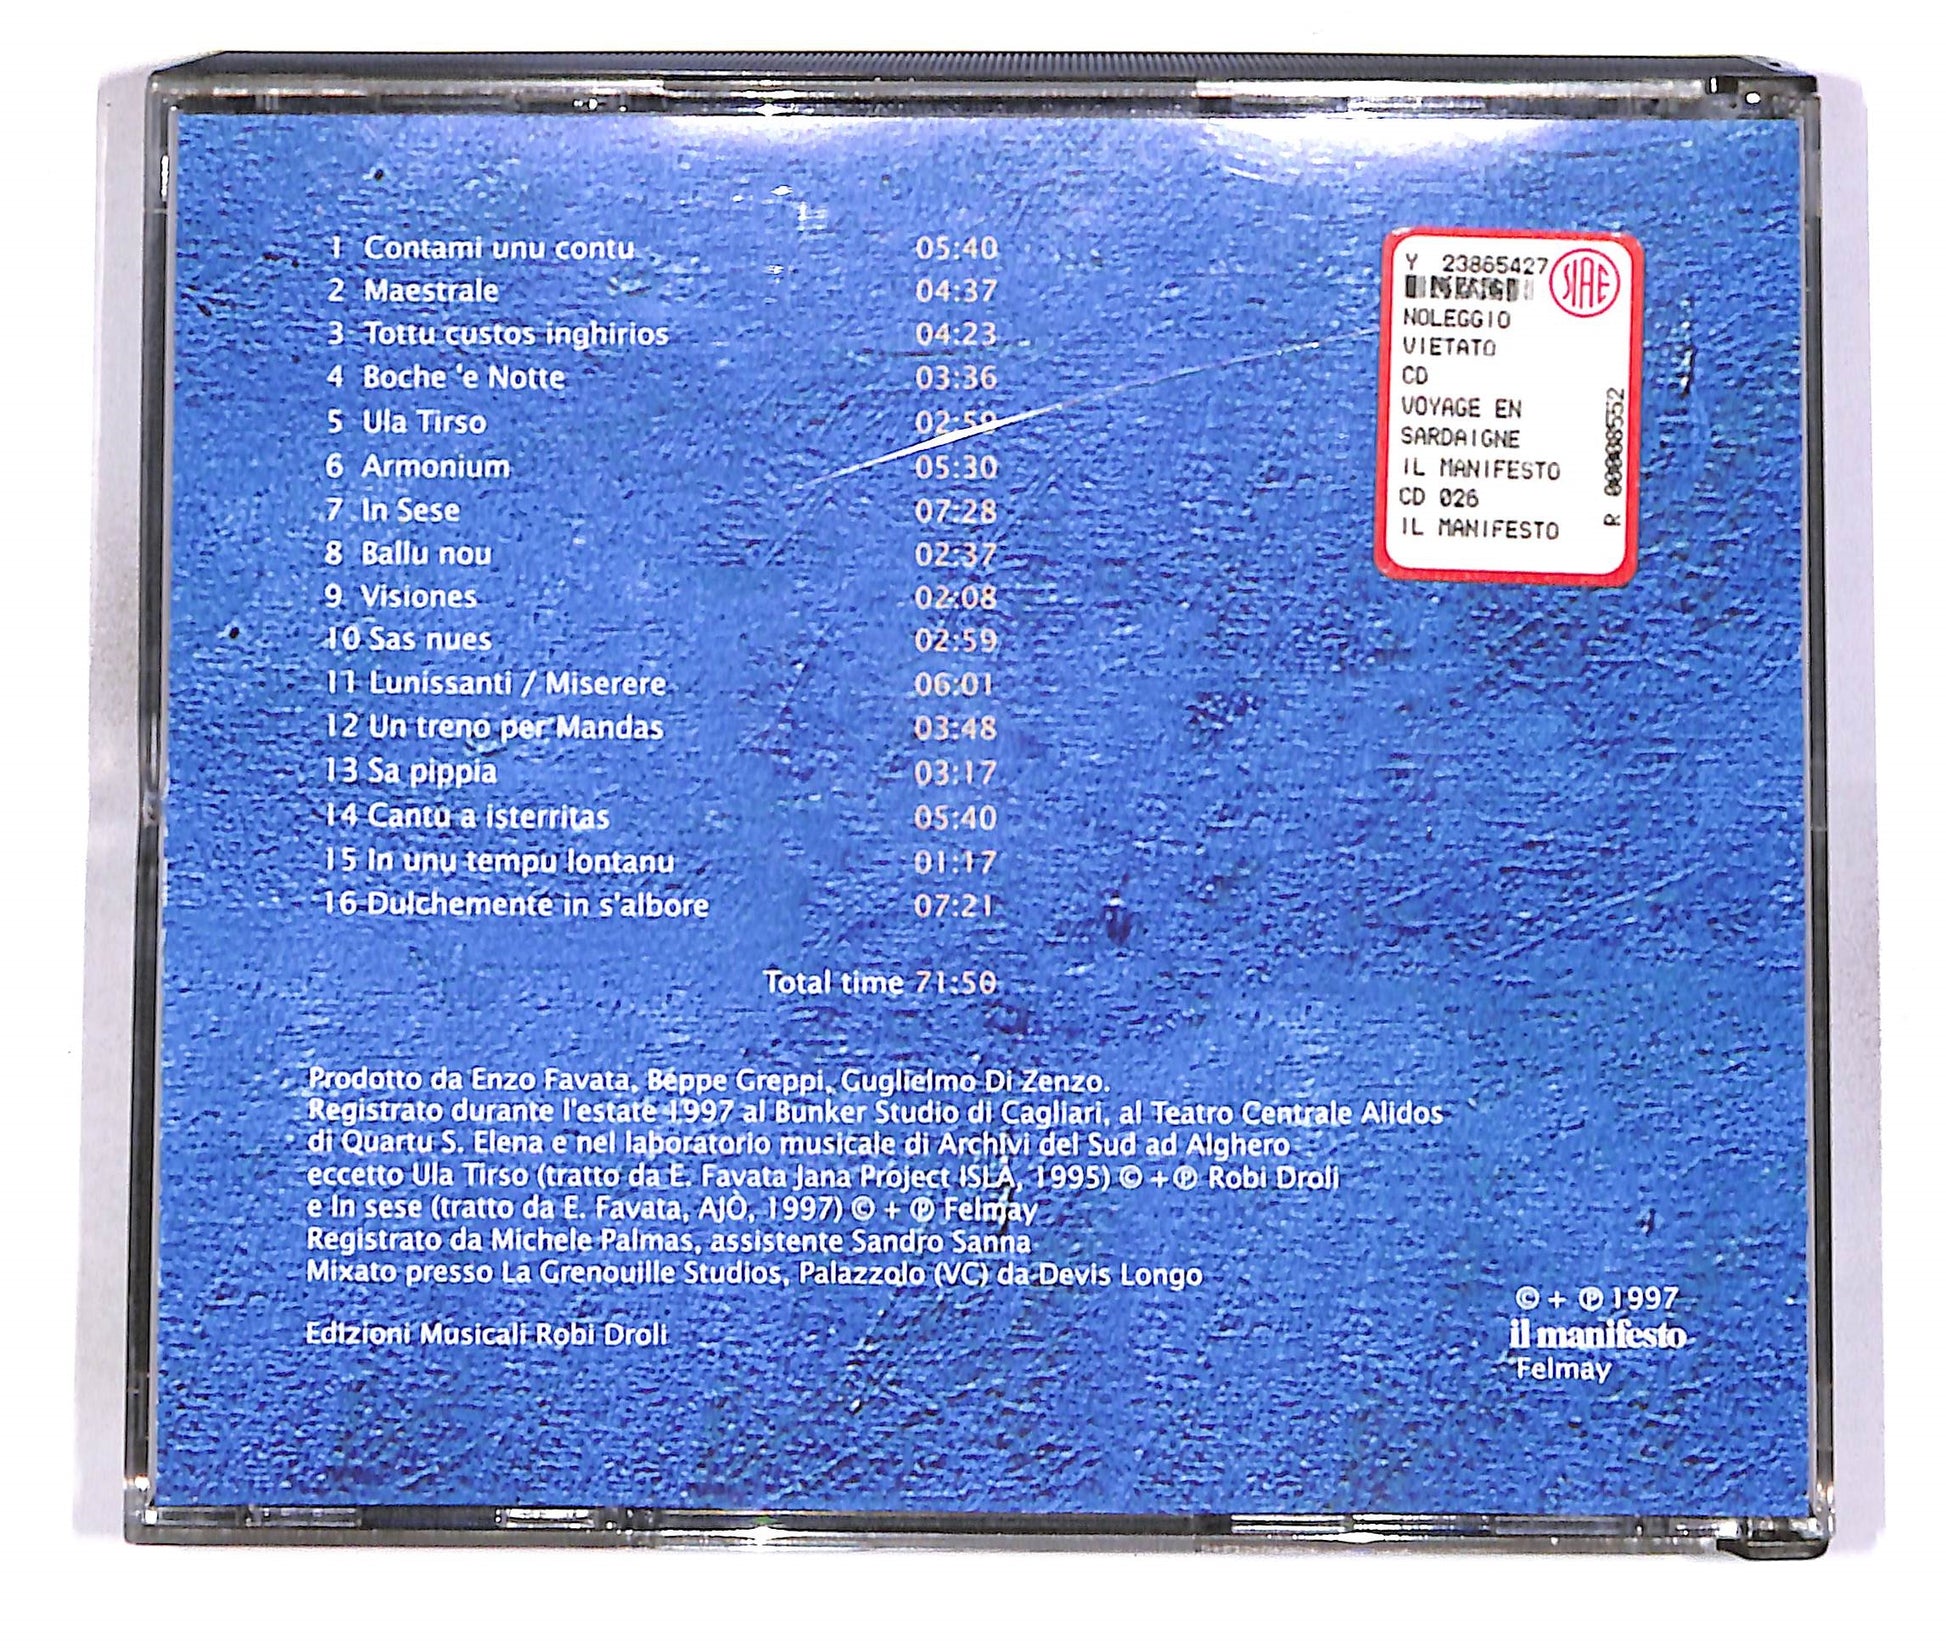 1 Contami unu contu 05:40
2 Maestrale 04:37
3 Tottu custos inghirios 04:23
4 Boche 'e Notte 03:36
5 Ula Tirso 02:59
6 Armonium 05:30
7 In Sese 07:28
8 Ballu nou 02:37
9 Visiones 02:08
10 Sas nues 02:59
11 Lunissanti / Miserere 06:01
12 Un treno per Mandas 03:48
13 Sa pippia 03:17
14 Cantu a isterritas 05:40
15 In unu tempu lontanu 01:17
16 Dulchemente in s'albore 07:21
Total time 71:50
Y 23865427
SIAE
NOLEGGIO
VIETATO
CD
VOYAGE EN
SARDAIGNE
IL MANIFESTO
CD 026
IL MANIFESTO
R 00008552
Prodotto da Enzo Favata, Beppe Greppi, Guglielmo Di Zenzo.
Registrato durante l'estate 1997 al Bunker Studio di Cagliari, al Teatro Centrale Alidos
di Quartu S. Elena e nel laboratorio musicale di Archivi del Sud ad Alghero
eccetto Ula Tirso (tratto da E. Favata Jana Project ISLÀ, 1995) © + ℗ Robi Droli
e In sese (tratto da E. Favata, AJÒ, 1997) © + ℗ Felmay
Registrato da Michele Palmas, assistente Sandro Sanna
Mixato presso La Grenouille Studios, Palazzolo (VC) da Devis Longo
Edizioni Musicali Robi Droli
© + ℗ 1997
il manifesto
Felmay